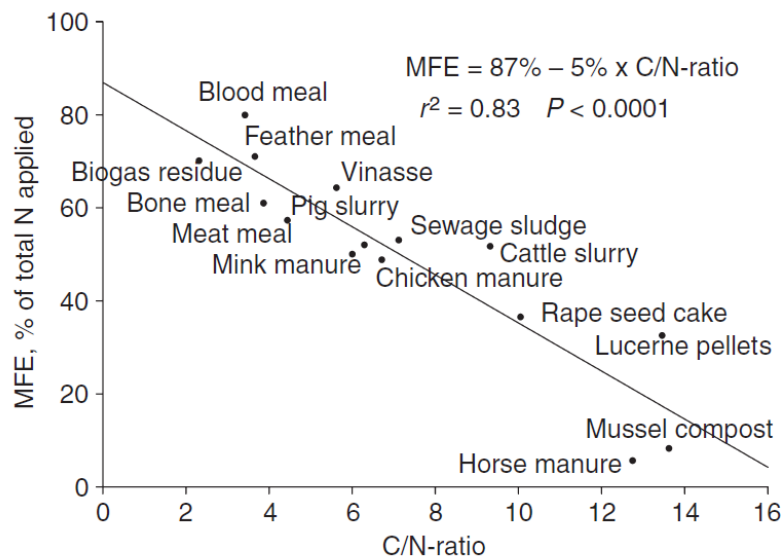 100
80
60
40
20
0
MFE, % of total N applied
MFE = 87% – 5% x C/N-ratio
r² = 0.83 P < 0.0001
Blood meal
Feather meal
Biogas residue
Vinasse
Bone meal
Pig slurry
Sewage sludge
Meat meal
Cattle slurry
Mink manure
Chicken manure
Rape seed cake
Lucerne pellets
Mussel compost
Horse manure
0 2 4 6 8 10 12 14 16
C/N-ratio